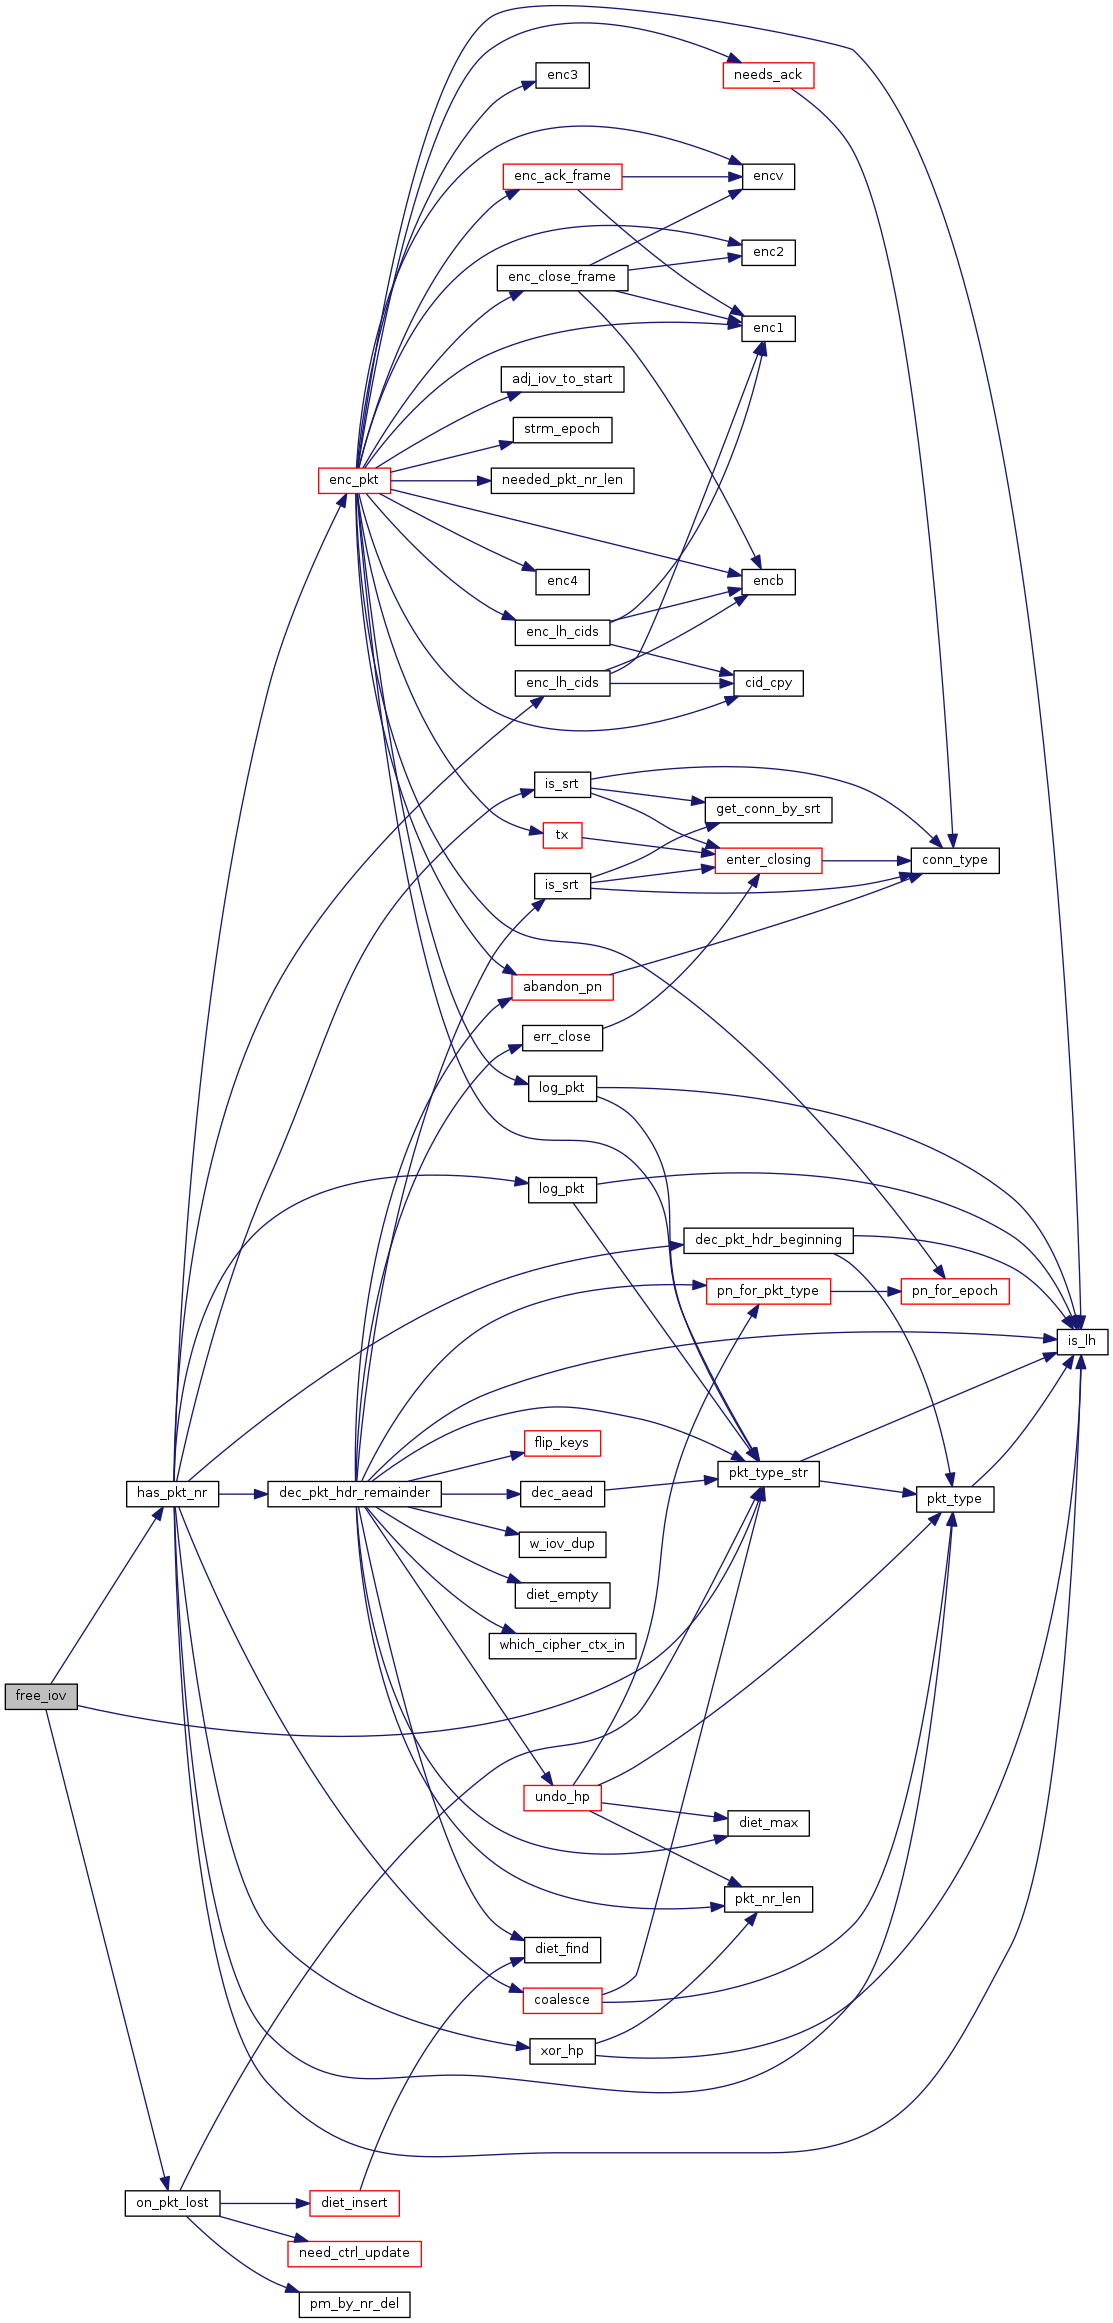 enc3
needs_ack
enc_ack_frame
encv
enc2
enc_close_frame
enc1
adj_iov_to_start
strm_epoch
enc_pkt
needed_pkt_nr_len
enc4
encb
enc_lh_cids
enc_lh_cids
cid_cpy
is_srt
get_conn_by_srt
tx
enter_closing
conn_type
is_srt
abandon_pn
err_close
log_pkt
log_pkt
dec_pkt_hdr_beginning
pn_for_pkt_type
pn_for_epoch
is_lh
flip_keys
pkt_type_str
has_pkt_nr
dec_pkt_hdr_remainder
dec_aead
pkt_type
w_iov_dup
diet_empty
which_cipher_ctx_in
free_iov
undo_hp
diet_max
pkt_nr_len
diet_find
coalesce
xor_hp
on_pkt_lost
diet_insert
need_ctrl_update
pm_by_nr_del